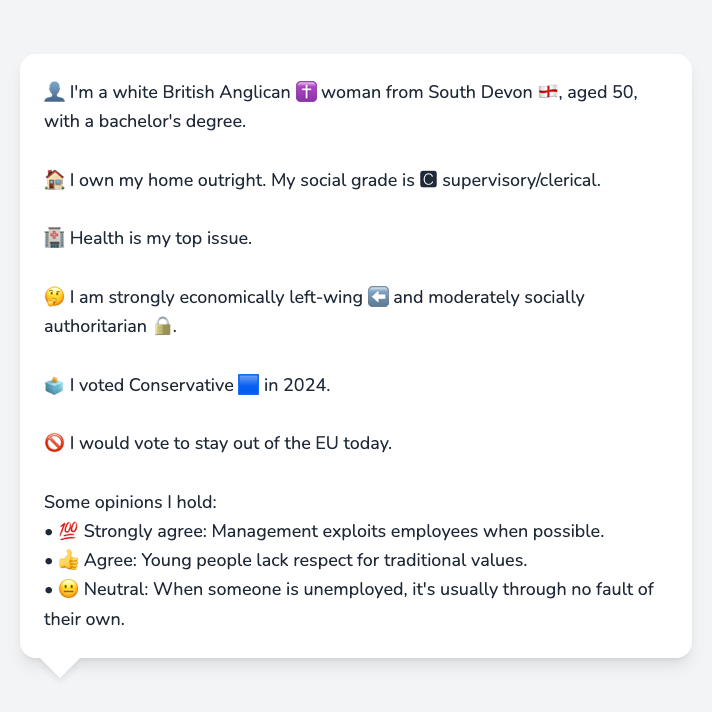 👤 I'm a white British Anglican ✝️ woman from South Devon 🏴󠁧󠁢󠁥󠁮󠁧󠁿, aged 50,
with a bachelor's degree.
🏠 I own my home outright. My social grade is 🅲 supervisory/clerical.
🏥 Health is my top issue.
🤔 I am strongly economically left-wing ⬅️ and moderately socially
authoritarian 🔒.
🗳️ I voted Conservative 🟦 in 2024.
🚫 I would vote to stay out of the EU today.
Some opinions I hold:
• 💯 Strongly agree: Management exploits employees when possible.
• 👍 Agree: Young people lack respect for traditional values.
• 😐 Neutral: When someone is unemployed, it's usually through no fault of
their own.